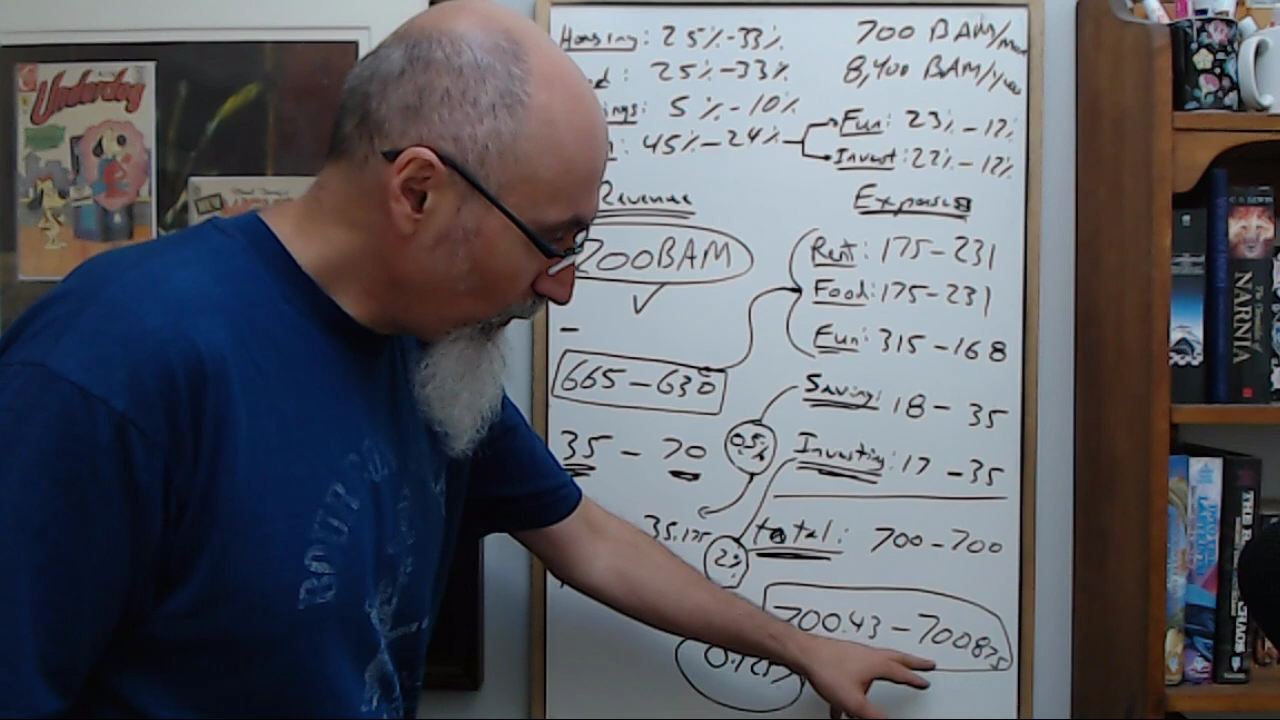 Housing: 25%-33%
: 25%-33%
: 5%-10%
: 45%-24%
700 BAM/
8,400 BAM/
Fun: 23%-12%
Invest: 22%-12%
Revenue
700BAM
✓
-
665-630
35 - 70
0.5%
35.175
2%
Expenses
Rent: 175-231
Food: 175-231
Fun: 315-168
Savings 18-35
Investing: 17-35
total: 700-700
700.43-700.875
Underdog
NARNIA